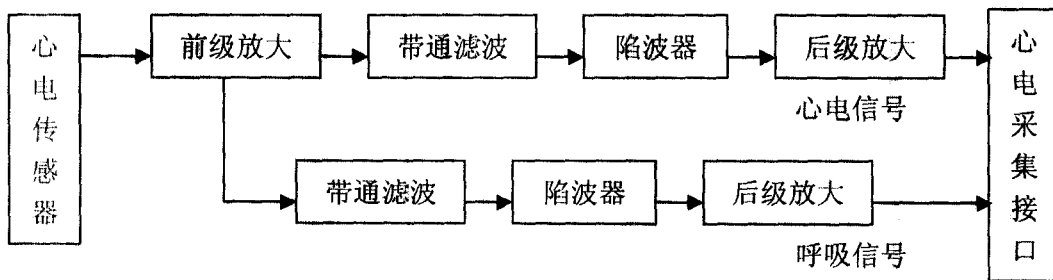 心电传感器
前级放大
带通滤波
陷波器
后级放大
心电信号
带通滤波
陷波器
后级放大
呼吸信号
心电采集接口